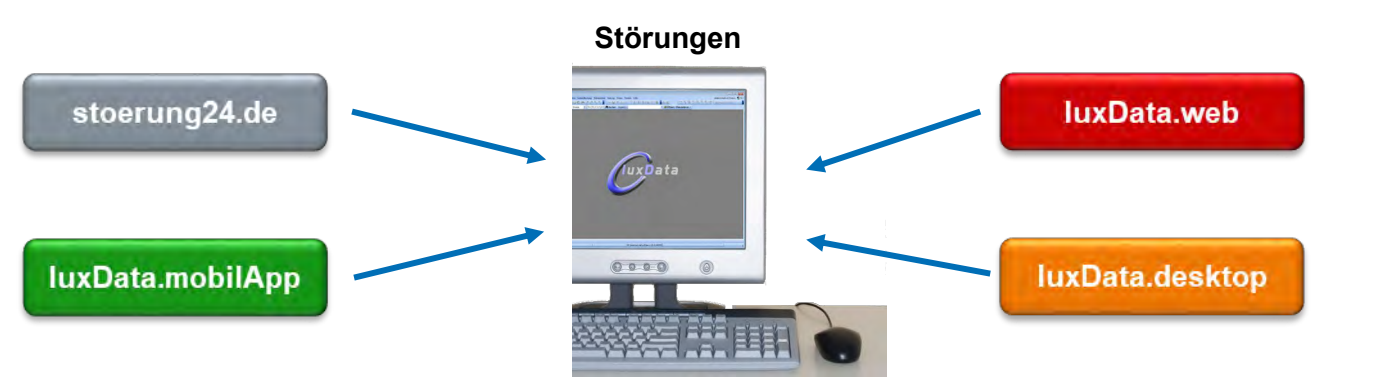 Störungen
stoerung24.de
luxData.web
luxData
luxData.mobilApp
luxData.desktop